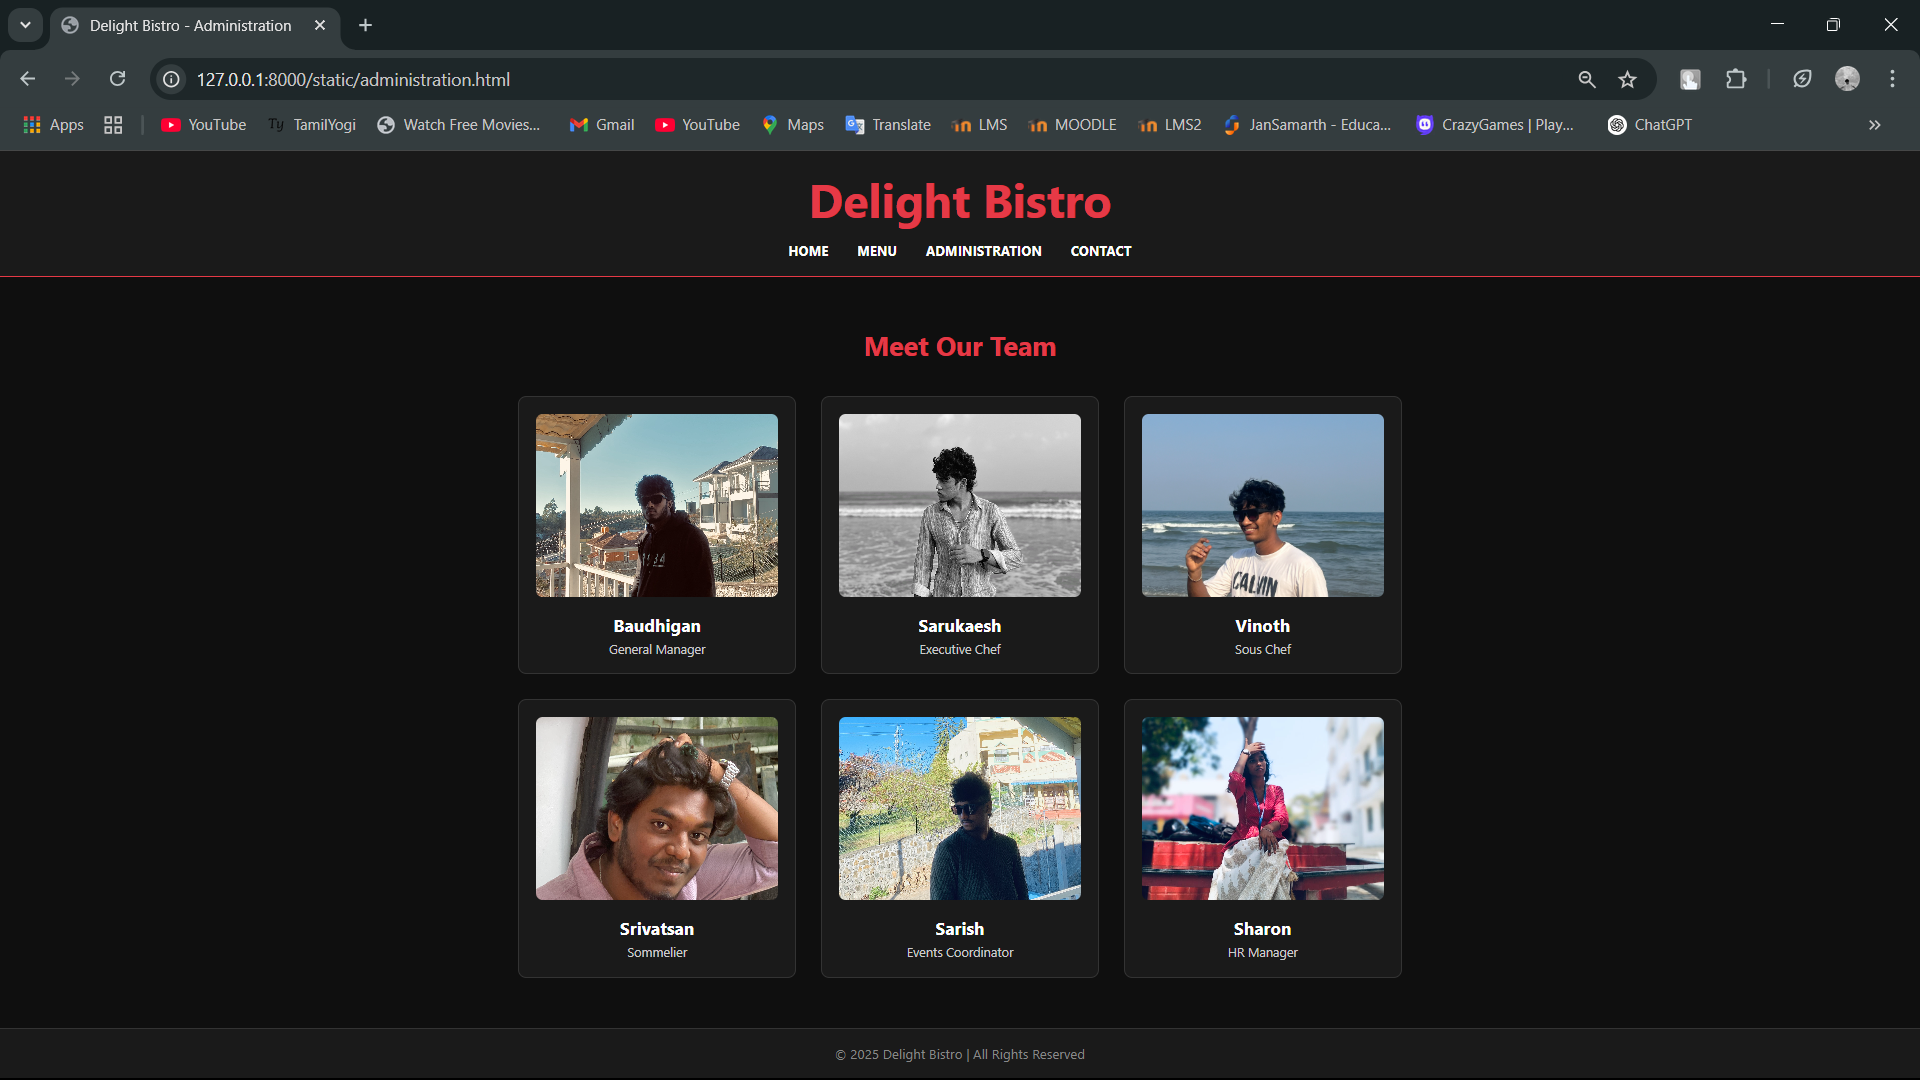 Delight Bistro - Administration
127.0.0.1:8000/static/administration.html
Apps YouTube Ty TamilYogi Watch Free Movies... Gmail YouTube Maps Translate LMS MOODLE LMS2 JanSamarth - Educa... CrazyGames | Play... ChatGPT
Delight Bistro
HOME MENU ADMINISTRATION CONTACT
Meet Our Team
CALVIN
Baudhigan Sarukaesh Vinoth
General Manager Executive Chef Sous Chef
Srivatsan Sarish Sharon
Sommelier Events Coordinator HR Manager
© 2025 Delight Bistro | All Rights Reserved